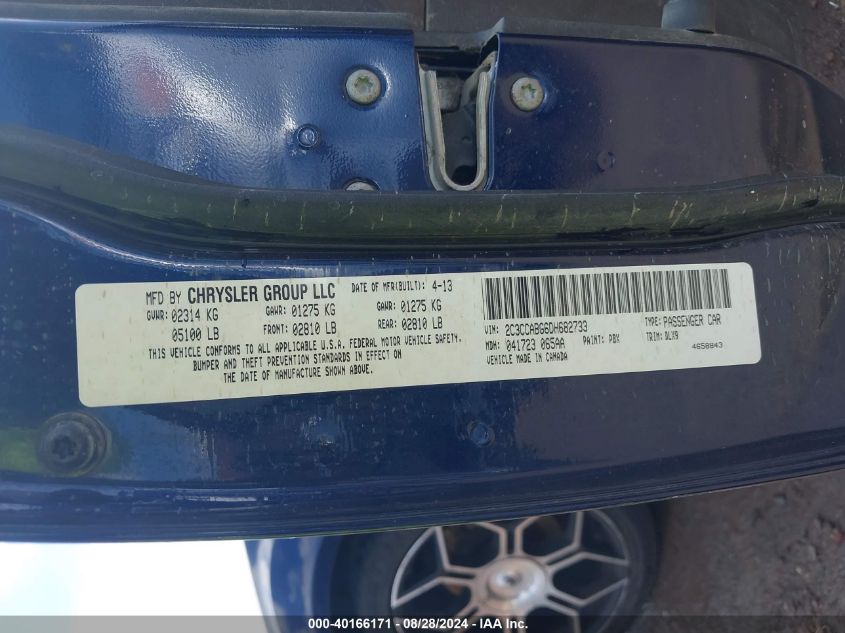 MFD BY CHRYSLER GROUP LLC DATE OF MFR(BUILT): 4-13
GVWR: 02314 KG GAWR: 01275 KG GAWR: 01275 KG
05100 LB FRONT: 02810 LB REAR: 02810 LB
THIS VEHICLE CONFORMS TO ALL APPLICABLE U.S.A. FEDERAL MOTOR VEHICLE SAFETY,
BUMPER AND THEFT PREVENTION STANDARDS IN EFFECT ON
THE DATE OF MANUFACTURE SHOWN ABOVE.
VIN: 2C3CCABG6DH682733 TYPE: PASSENGER CAR
MDH: 041723 065AA PAINT: PBX TRIM: DLX9
VEHICLE MADE IN CANADA 4658843
000-40166171 - 08/28/2024 - IAA Inc.